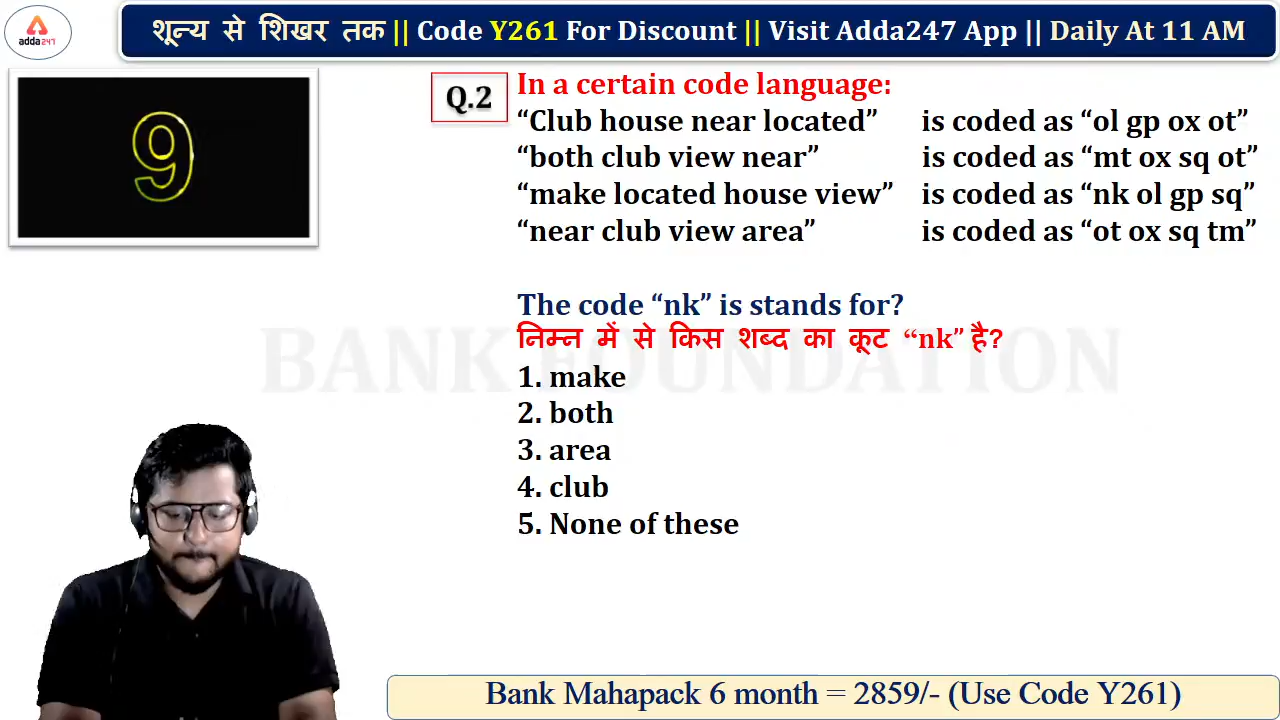 adda247
शून्य से शिखर तक || Code Y261 For Discount || Visit Adda247 App || Daily At 11 AM
9
Q.2
In a certain code language:
“Club house near located” is coded as “ol gp ox ot”
“both club view near” is coded as “mt ox sq ot”
“make located house view” is coded as “nk ol gp sq”
“near club view area” is coded as “ot ox sq tm”
The code “nk” is stands for?
निम्न में से किस शब्द का कूट “nk” है?
BANK FOUNDATION
1. make
2. both
3. area
4. club
5. None of these
Bank Mahapack 6 month = 2859/- (Use Code Y261)